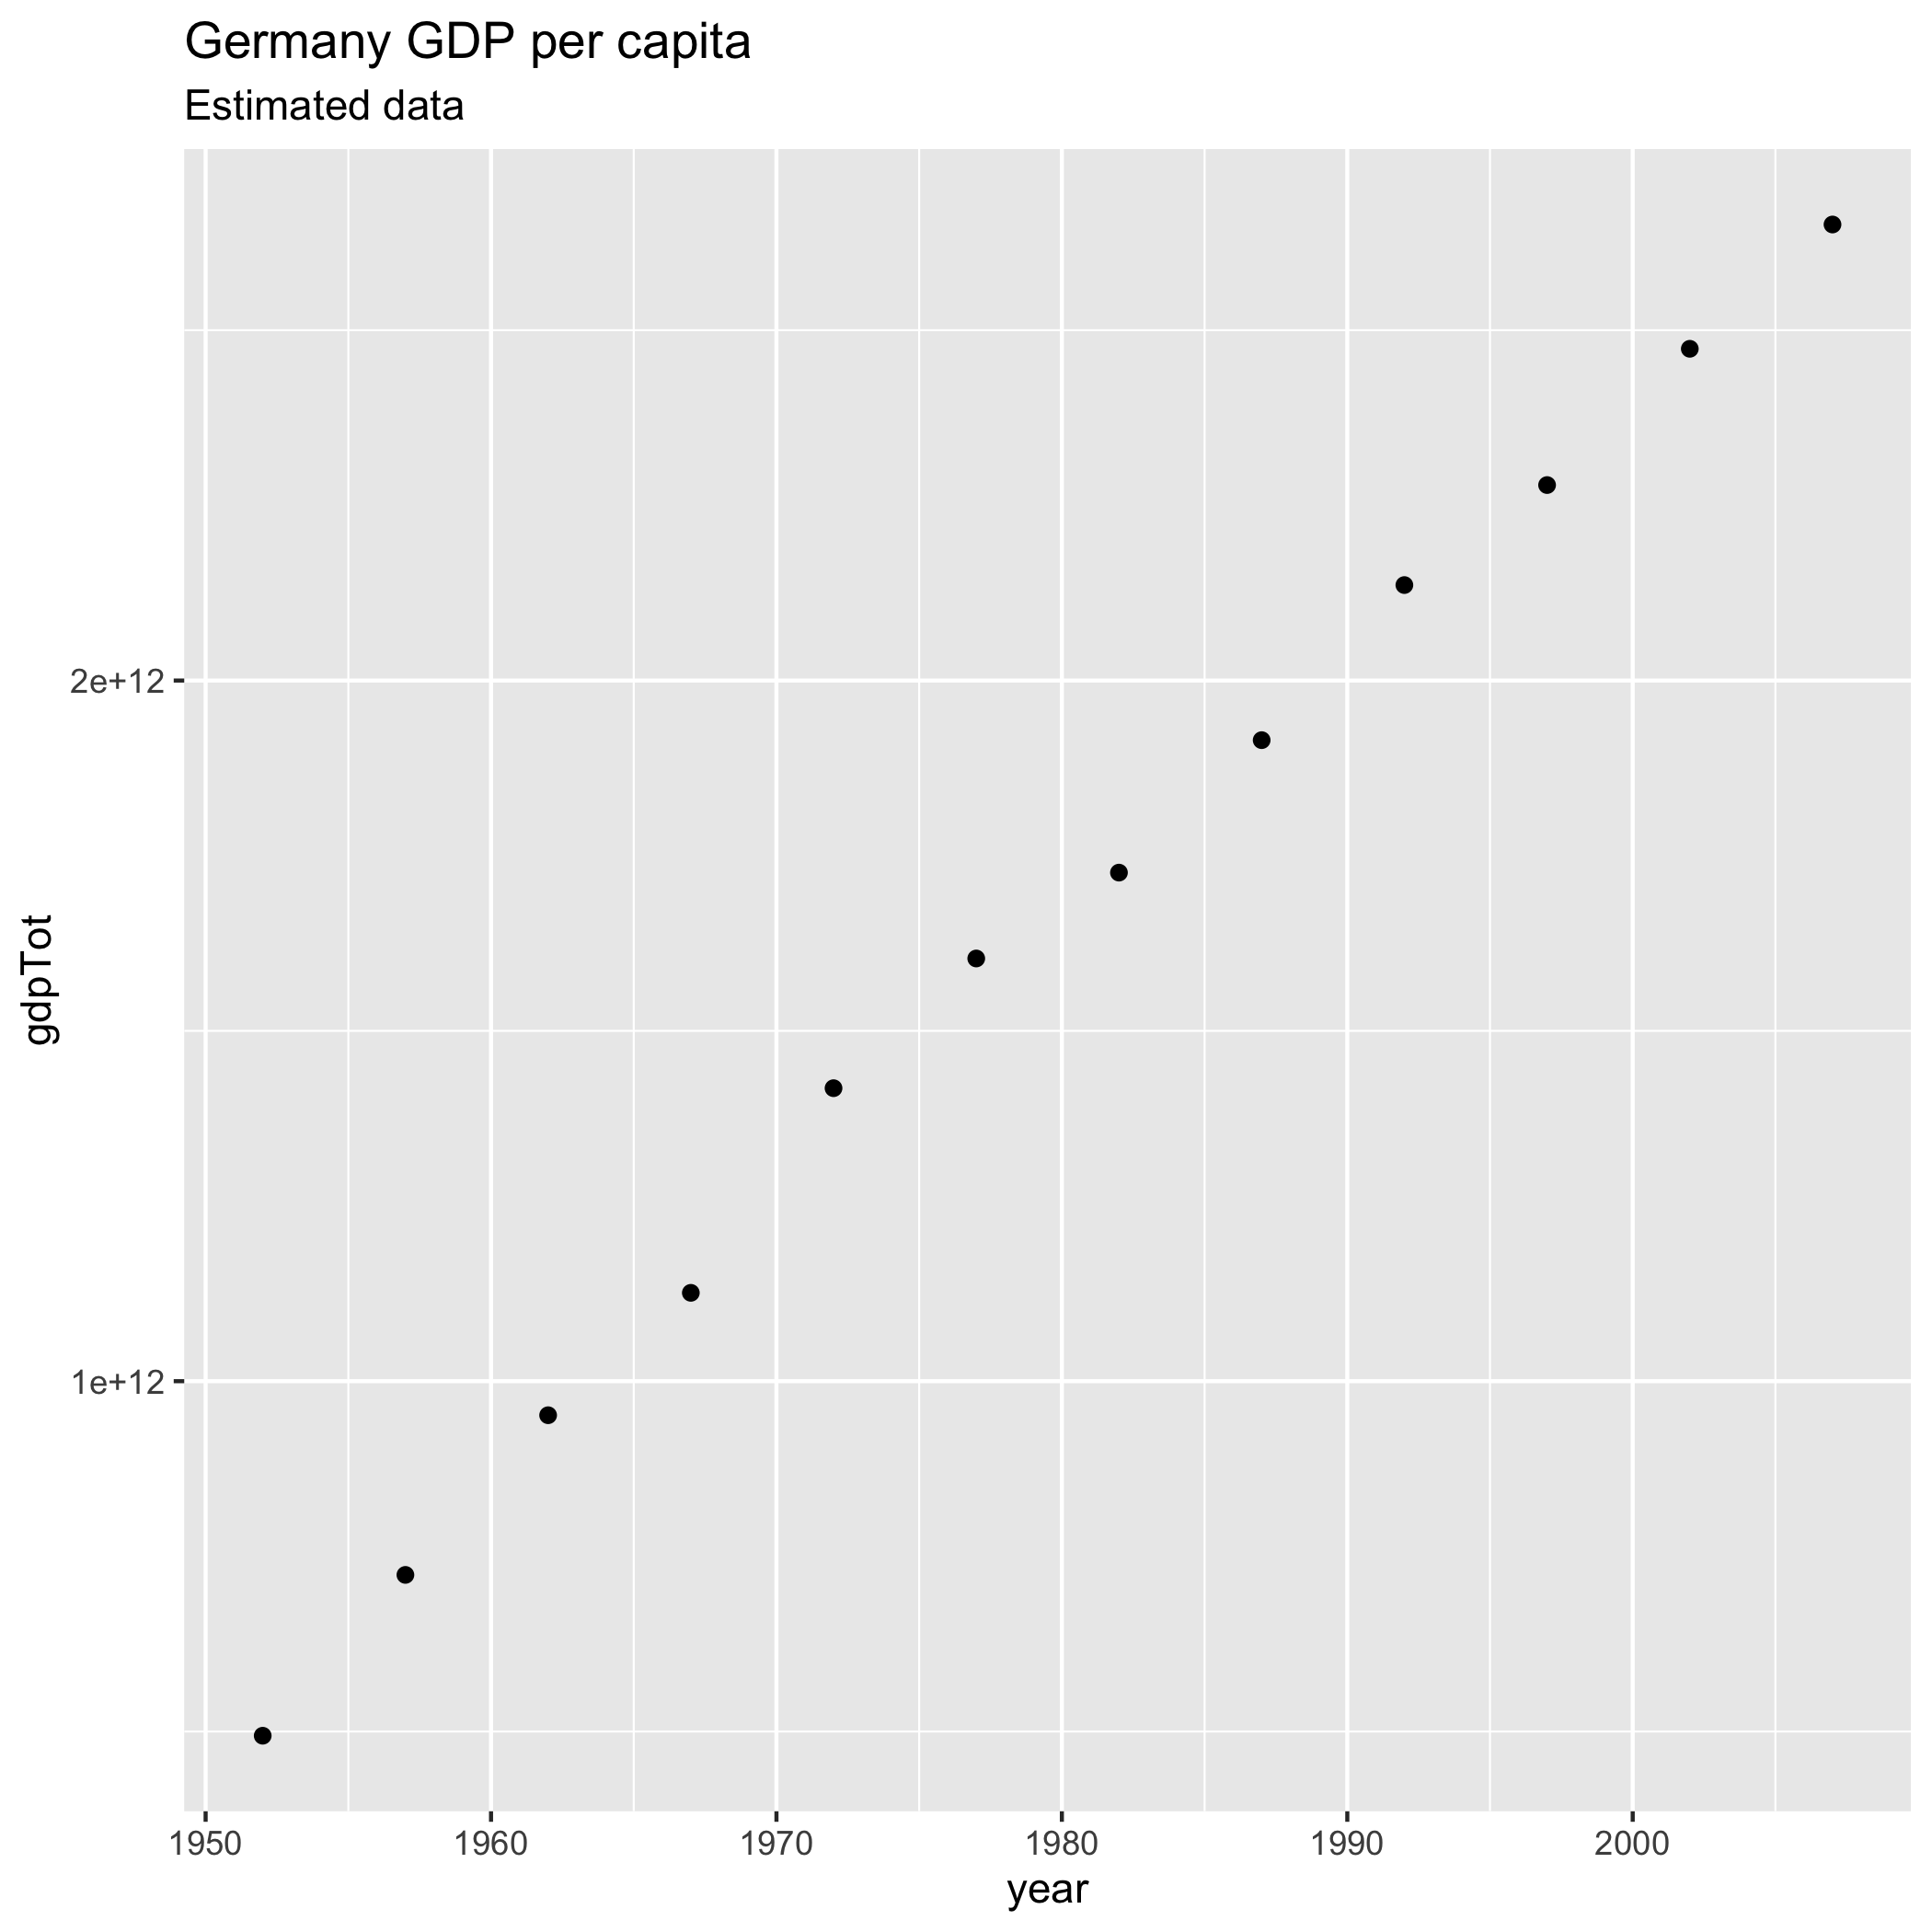 Germany GDP per capita
Estimated data
2e+12
gdpTot
1e+12
1950 1960 1970 1980 1990 2000
year